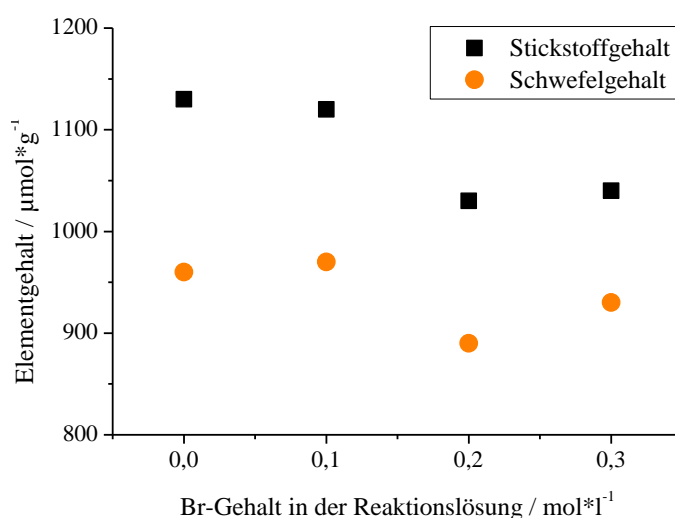 1200
1100
1000
900
800
Elementgehalt / µmol*g⁻¹
Stickstoffgehalt
Schwefelgehalt
0,0 0,1 0,2 0,3
Br-Gehalt in der Reaktionslösung / mol*l⁻¹